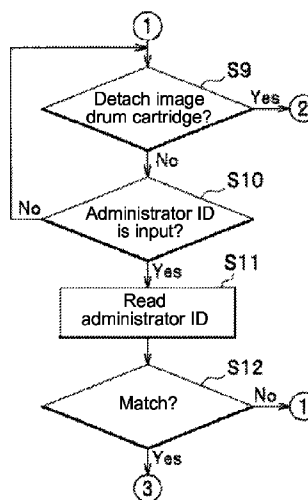 1
S9
Detach image
drum cartridge?
Yes
2
No
S10
No
Administrator ID
is input?
Yes
S11
Read
administrator ID
S12
Match?
No
1
Yes
3